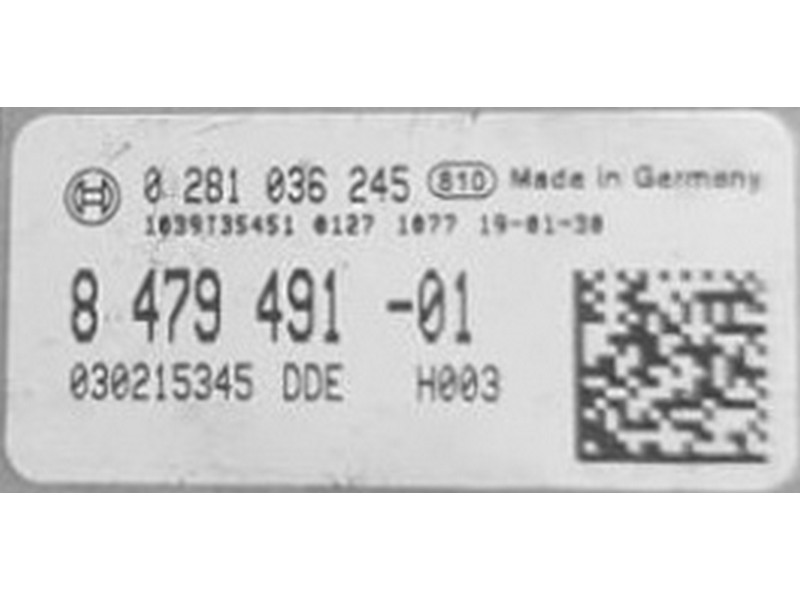 0 281 036 245 810 Made in Germany
1039T35451 0127 1077 19-01-30
8 479 491 -01
030215345 DDE H003